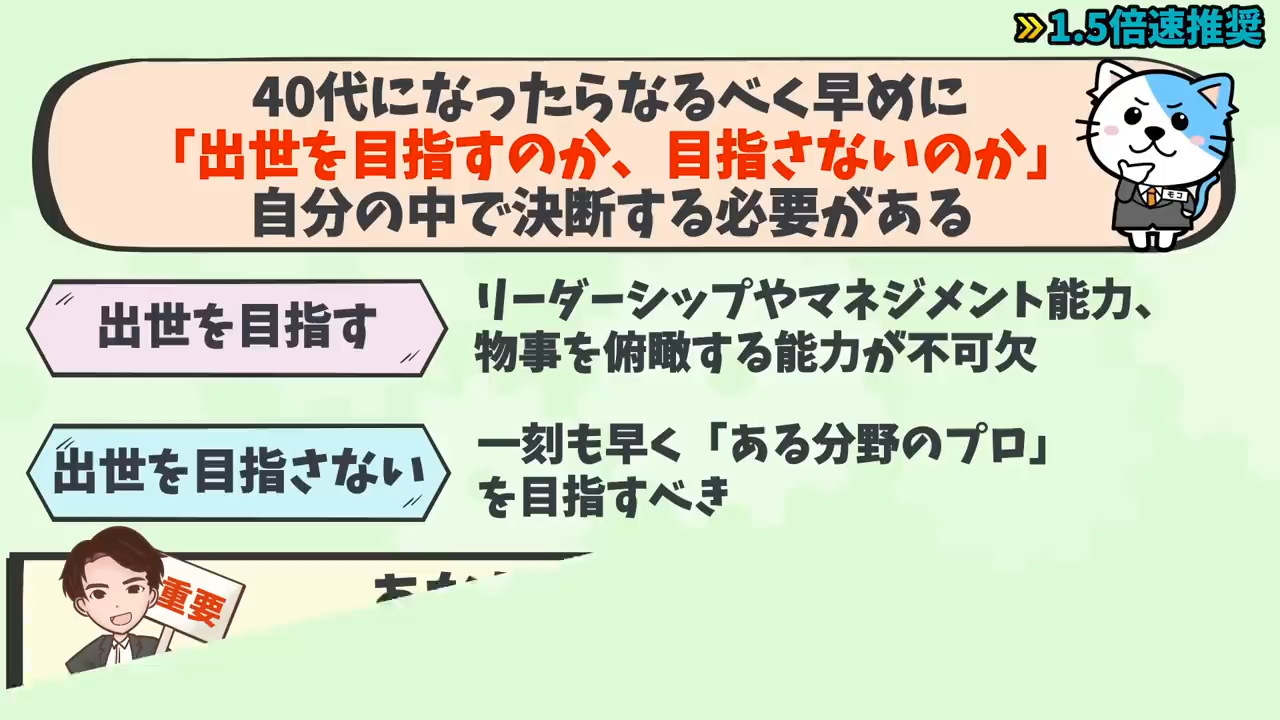 1.5倍速推奨
40代になったらなるべく早めに
「出世を目指すのか、目指さないのか」
自分の中で決断する必要がある
モコ
出世を目指す
リーダーシップやマネジメント能力、
物事を俯瞰する能力が不可欠
出世を目指さない
一刻も早く「ある分野のプロ」
を目指すべき
重要